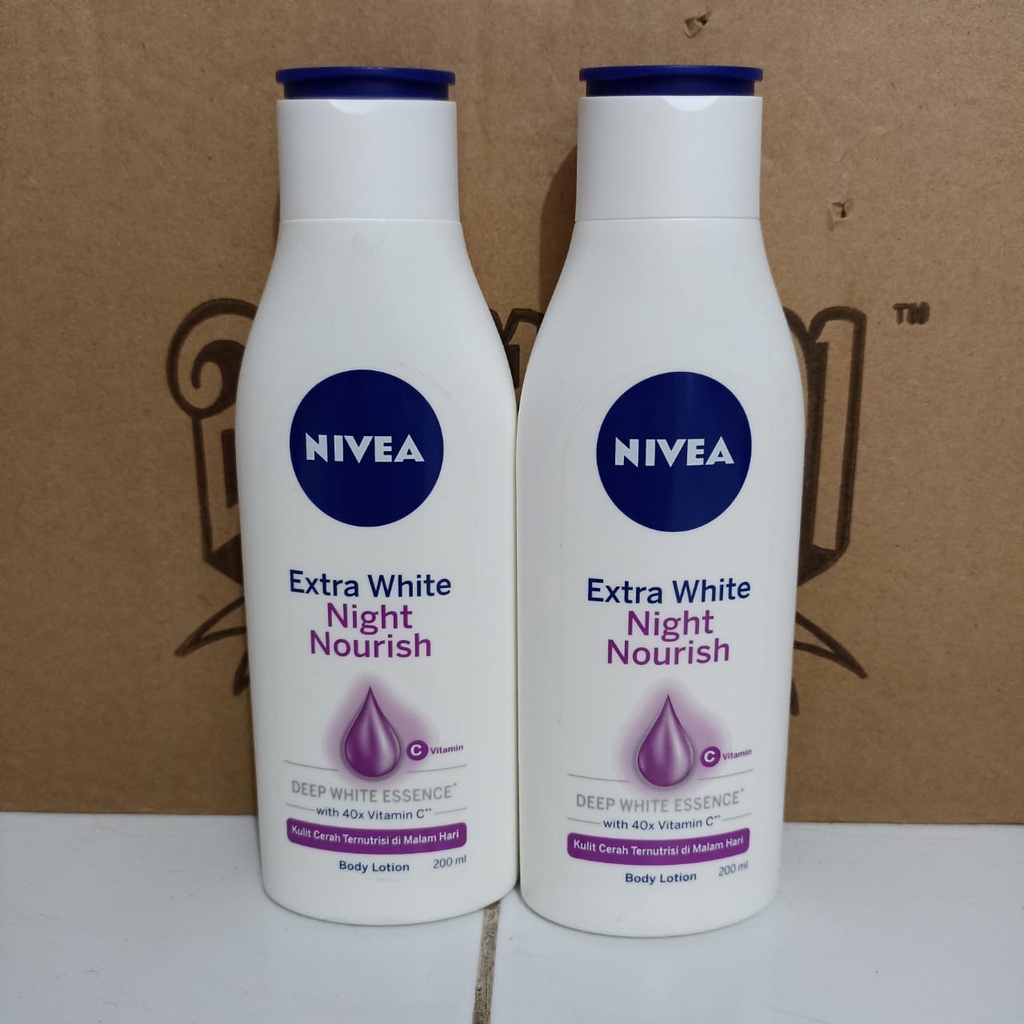 NIVEA
Extra White
Night
Nourish
C Vitamin
DEEP WHITE ESSENCE*
with 40x Vitamin C**
Kulit Cerah Ternutrisi di Malam Hari
Body Lotion 200 ml
NIVEA
Extra White
Night
Nourish
C Vitamin
DEEP WHITE ESSENCE*
with 40x Vitamin C**
Kulit Cerah Ternutrisi di Malam Hari
Body Lotion 200 ml
TM